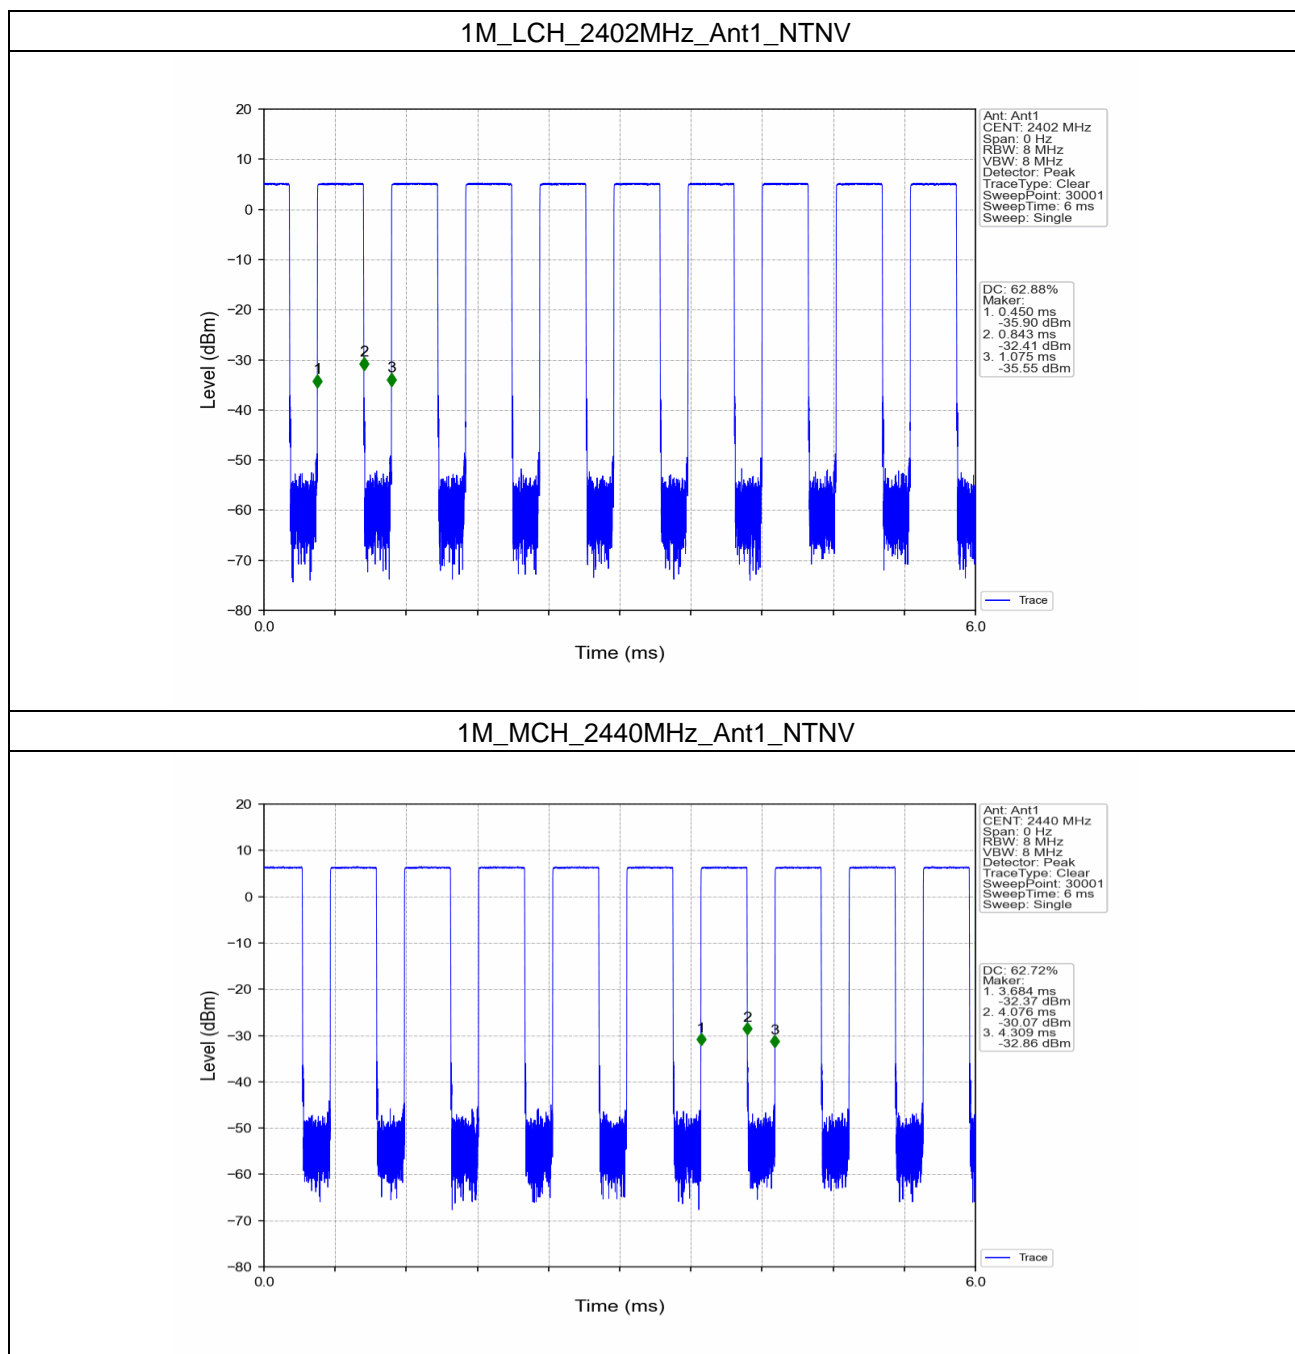 1M_LCH_2402MHz_Ant1_NTNV
20
10
0
−10
−20
−30
−40
−50
−60
−70
−80
Level (dBm)
1
2
3
0.0
6.0
Time (ms)
Ant: Ant1
CENT: 2402 MHz
Span: 0 Hz
RBW: 8 MHz
VBW: 8 MHz
Detector: Peak
TraceType: Clear
SweepPoint: 30001
SweepTime: 6 ms
Sweep: Single
DC: 62.88%
Maker:
1. 0.450 ms
-35.90 dBm
2. 0.843 ms
-32.41 dBm
3. 1.075 ms
-35.55 dBm
Trace
1M_MCH_2440MHz_Ant1_NTNV
20
10
0
−10
−20
−30
−40
−50
−60
−70
−80
Level (dBm)
1
2
3
0.0
6.0
Time (ms)
Ant: Ant1
CENT: 2440 MHz
Span: 0 Hz
RBW: 8 MHz
VBW: 8 MHz
Detector: Peak
TraceType: Clear
SweepPoint: 30001
SweepTime: 6 ms
Sweep: Single
DC: 62.72%
Maker:
1. 3.684 ms
-32.37 dBm
2. 4.076 ms
-30.07 dBm
3. 4.309 ms
-32.86 dBm
Trace